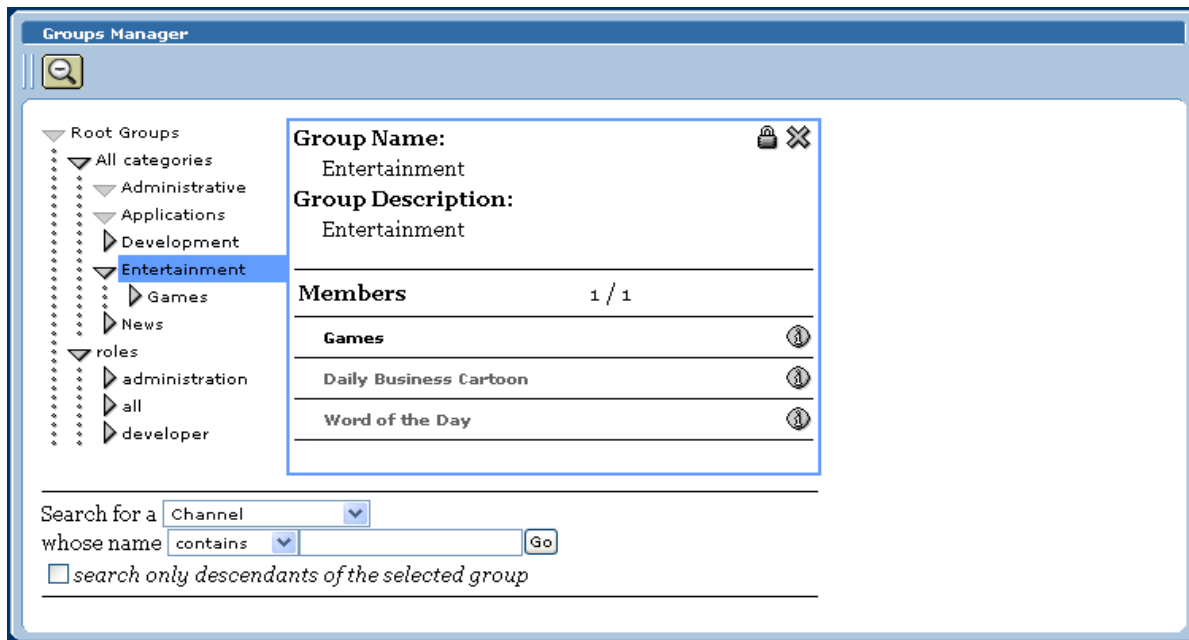 Groups Manager
Root Groups
All categories
Administrative
Applications
Development
Entertainment
Games
News
roles
administration
all
developer
Group Name:
Entertainment
Group Description:
Entertainment
Members 1 / 1
Games
Daily Business Cartoon
Word of the Day
Search for a Channel
whose name contains Go
search only descendants of the selected group